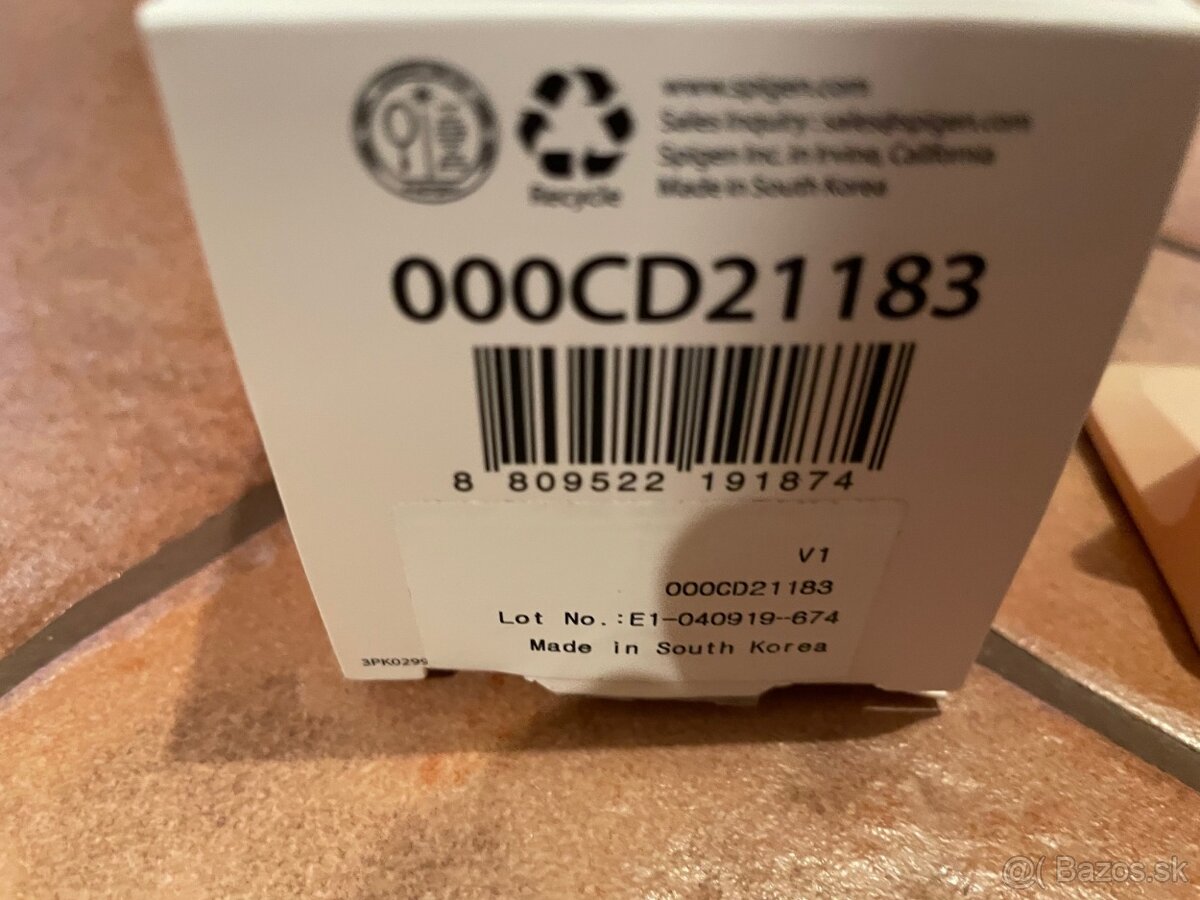 www.spigen.com
Sales Inquiry : sales@spigen.com
Spigen Inc. in Irvine, California
Made in South Korea
Recycle
000CD21183
8 809522 191874
V1
000CD21183
Lot No.:E1-040919-674
Made in South Korea
3PK0299
@( Bazos.sk